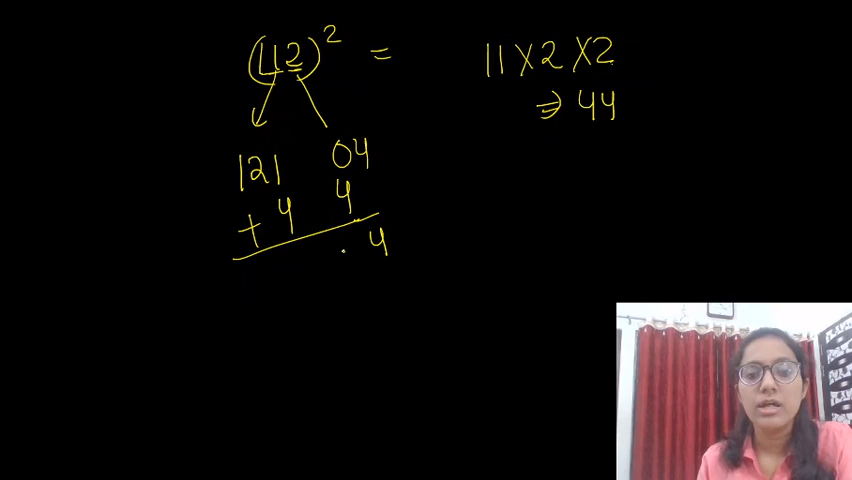 (112)² = 11 X 2 X 2
⇒ 44
121 04
+ 4 4
4